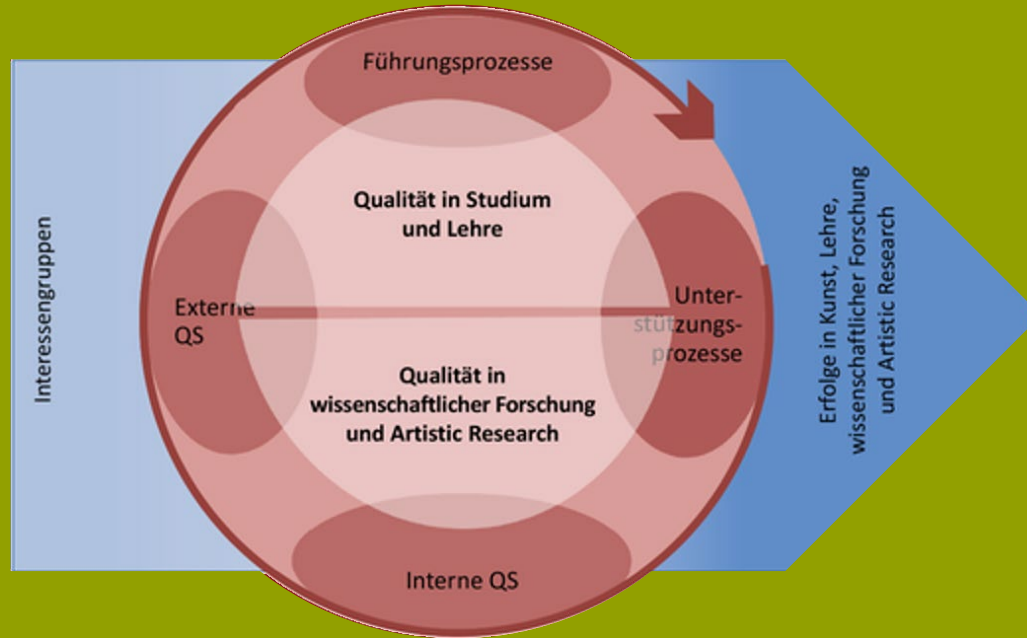 Führungsprozesse
Qualität in Studium
und Lehre
Interessengruppen
Externe
QS
Unter-
stützungs-
prozesse
Qualität in
wissenschaftlicher Forschung
und Artistic Research
Interne QS
Erfolge in Kunst, Lehre,
wissenschaftlicher Forschung
und Artistic Research